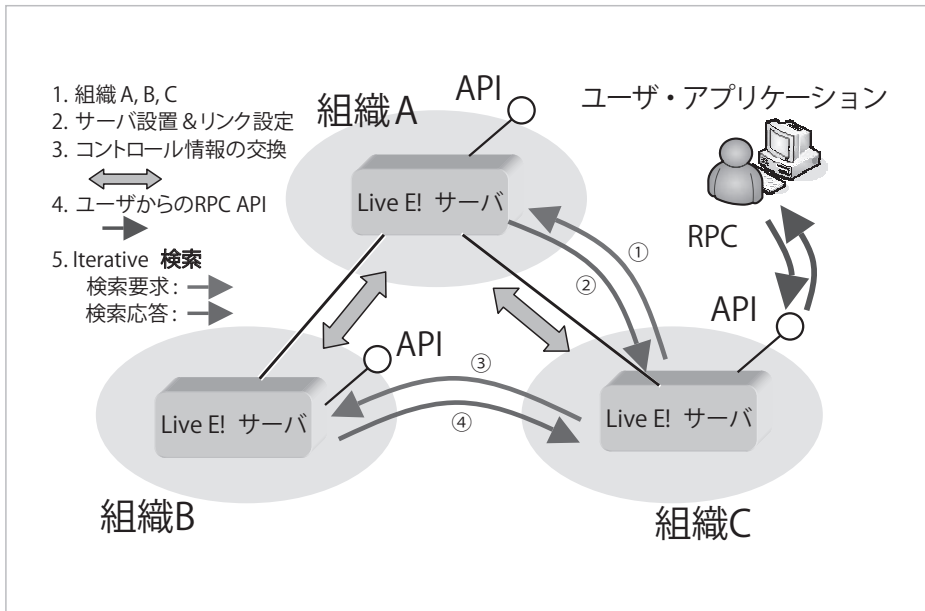 1. 組織 A, B, C
2. サーバ設置 & リンク設定
3. コントロール情報の交換
4. ユーザからのRPC API
5. Iterative 検索
検索要求:
検索応答:
組織A
API
Live E! サーバ
ユーザ・アプリケーション
RPC
API
①
②
API
Live E! サーバ
③
④
Live E! サーバ
組織B
組織C